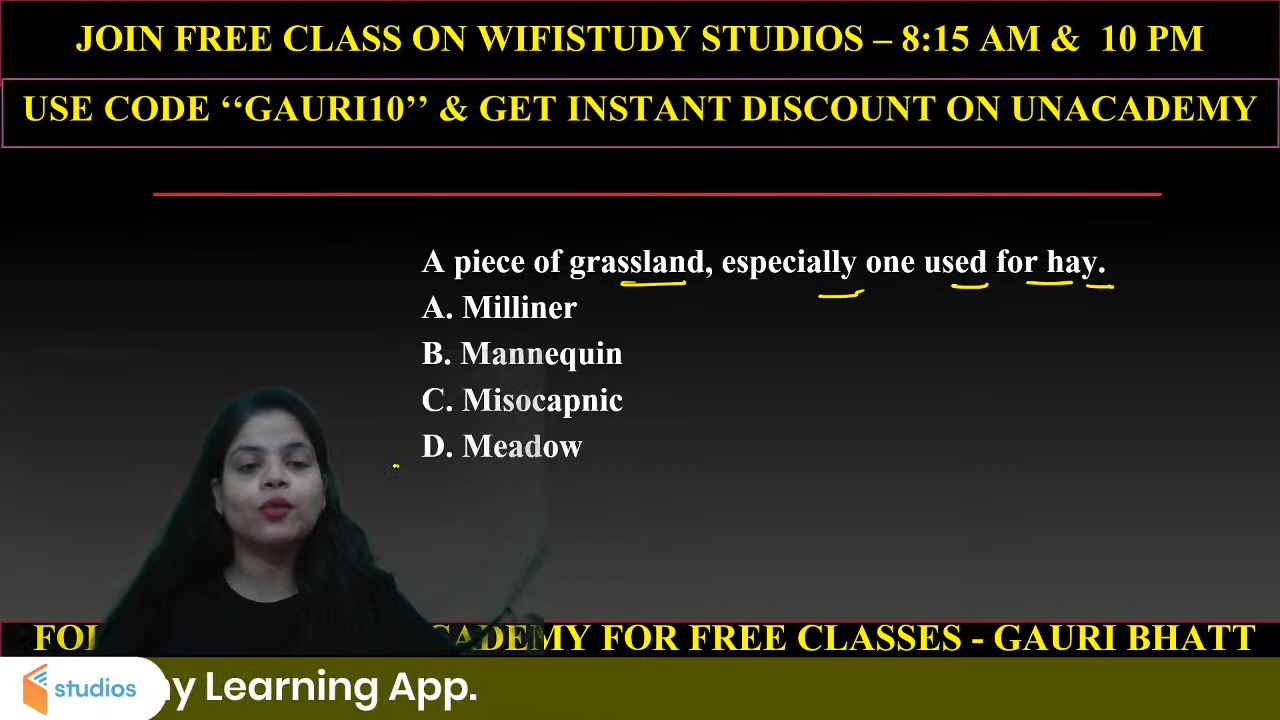 JOIN FREE CLASS ON WIFISTUDY STUDIOS – 8:15 AM & 10 PM
USE CODE ‘‘GAURI10’’ & GET INSTANT DISCOUNT ON UNACADEMY
A piece of grassland, especially one used for hay.
A. Milliner
B. Mannequin
C. Misocapnic
D. Meadow
FOR FREE CLASSES - GAURI BHATT
studios
Learning App.